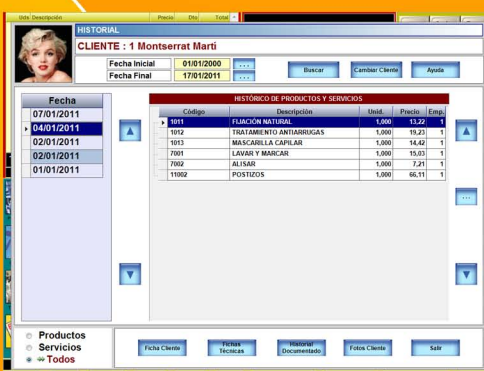 Uds Descripción Precio Dto Total
HISTORIAL
CLIENTE : 1 Montserrat Marti
Fecha Inicial 01/01/2000 ...
Fecha Final 17/01/2011 ...
Buscar Cambiar Cliente Ayuda
Fecha
07/01/2011
04/01/2011
02/01/2011
02/01/2011
01/01/2011
HISTÓRICO DE PRODUCTOS Y SERVICIOS
Código Descripción Unid. Precio Emp.
1011 FIJACIÓN NATURAL 1,000 13,22 1
1012 TRATAMIENTO ANTIARRUGAS 1,000 19,23 1
1013 MASCARILLA CAPILAR 1,000 14,42 1
7001 LAVAR Y MARCAR 1,000 15,03 1
7002 ALISAR 1,000 7,21 1
11002 POSTIZOS 1,000 66,11 1
...
Productos
Servicios
Todos
Ficha Cliente
Fichas
Técnicas
Historial
Documentado
Fotos Cliente
Salir